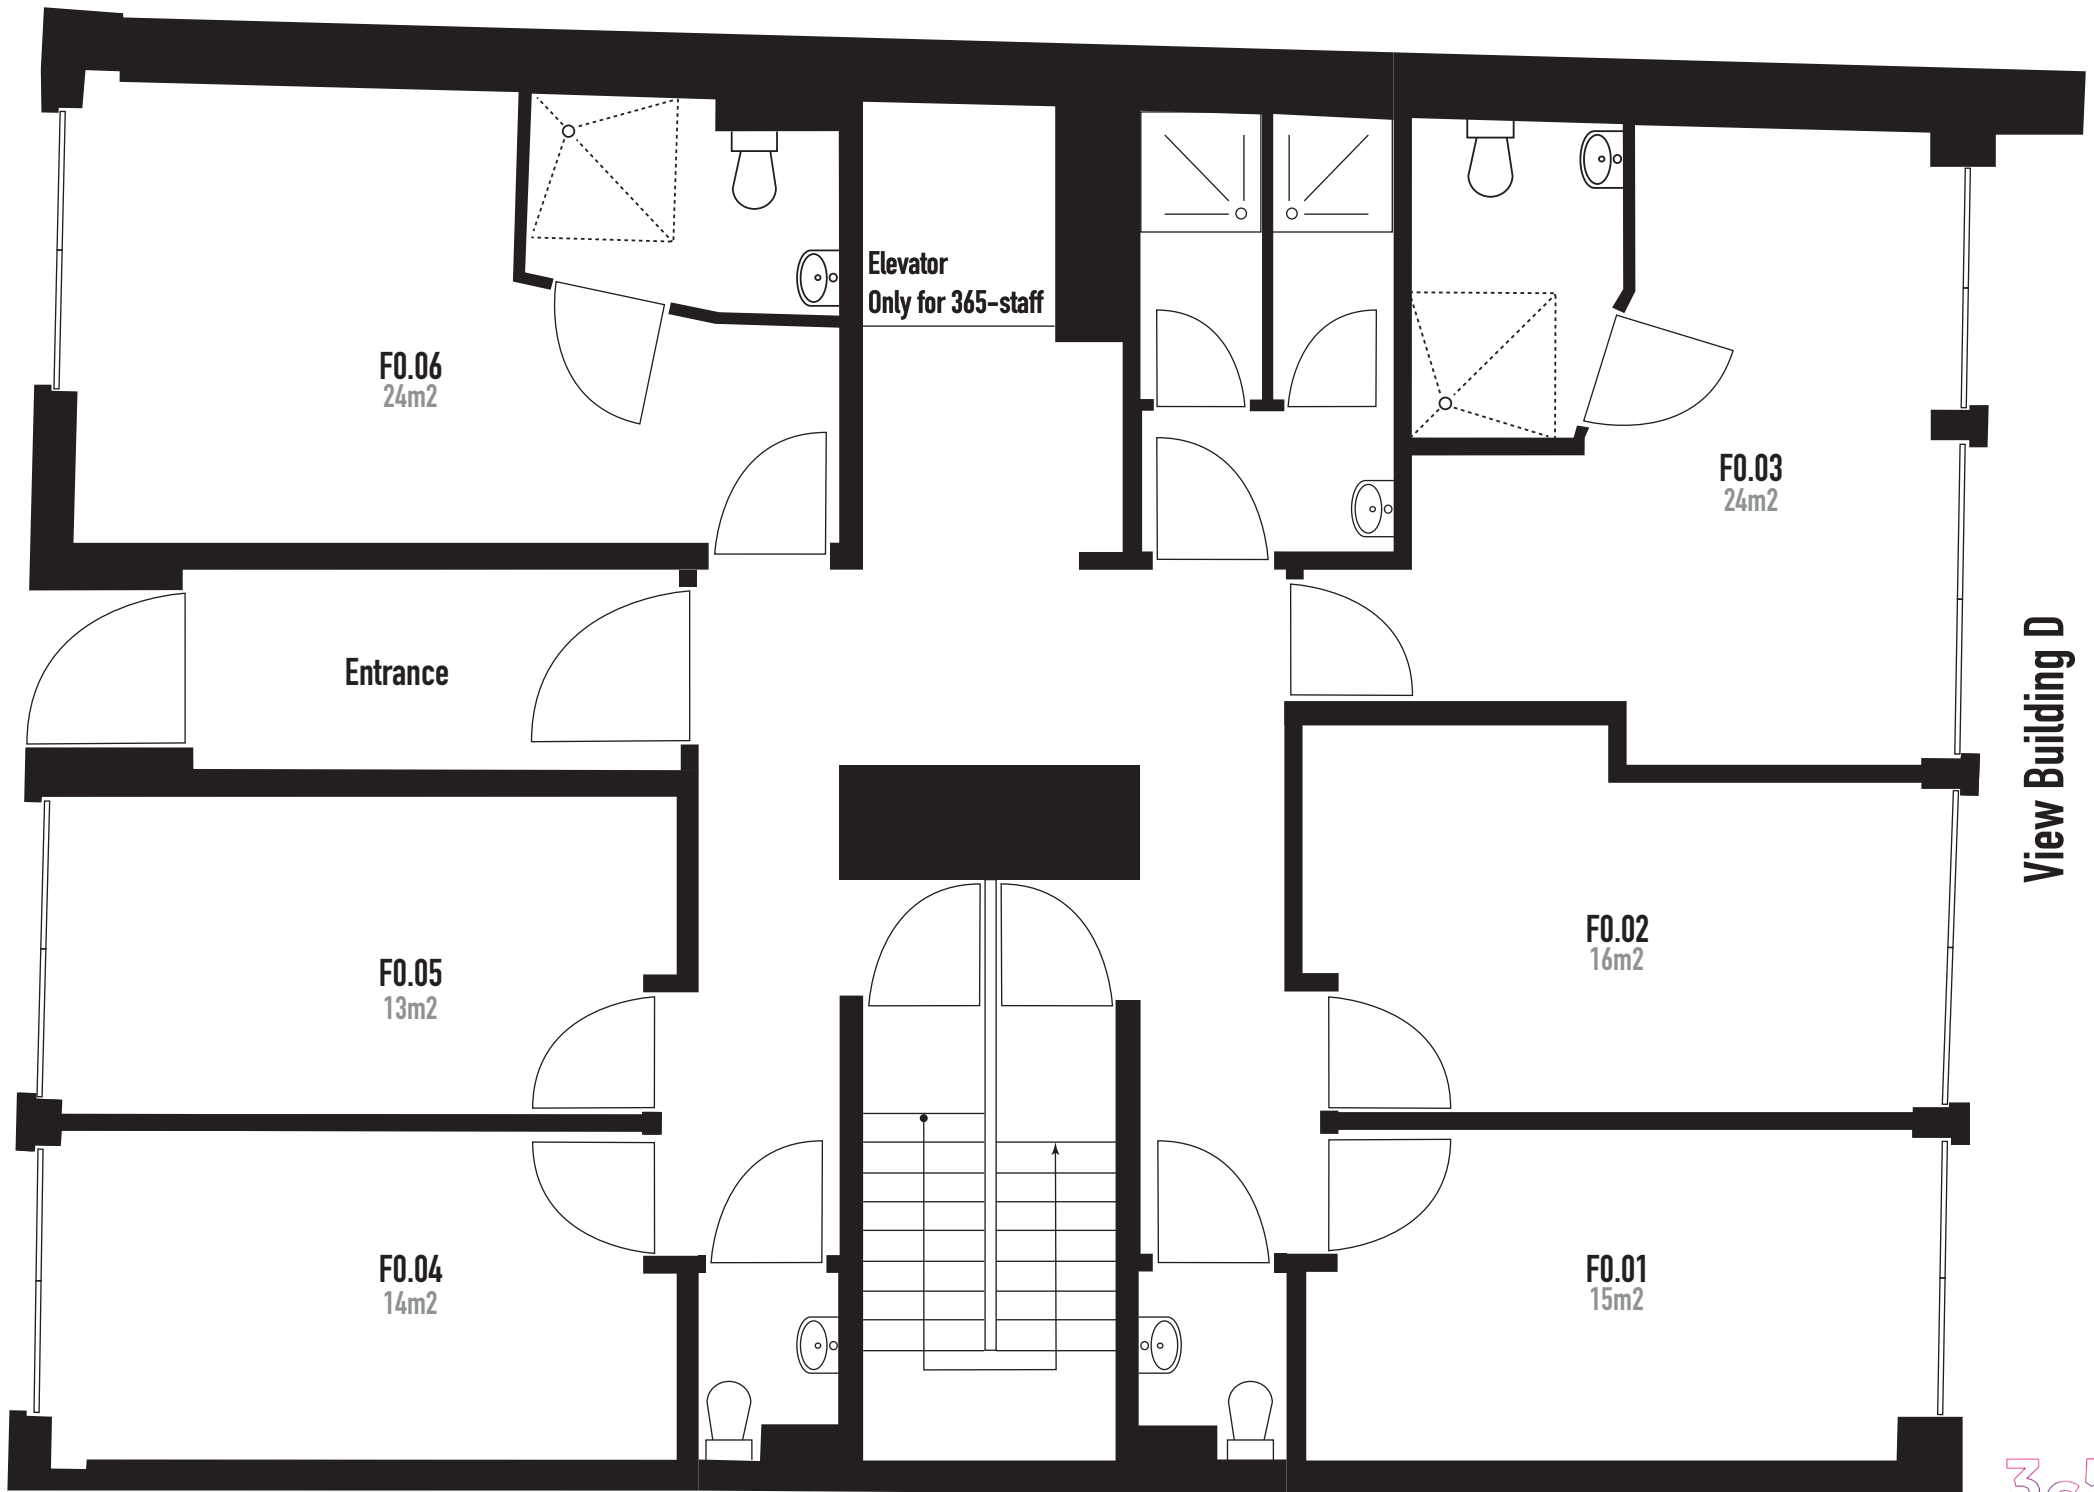 Elevator
Only for 365-staff
F0.06
24m2
F0.03
24m2
Entrance
View Building D
F0.02
16m2
F0.05
13m2
F0.04
14m2
F0.01
15m2